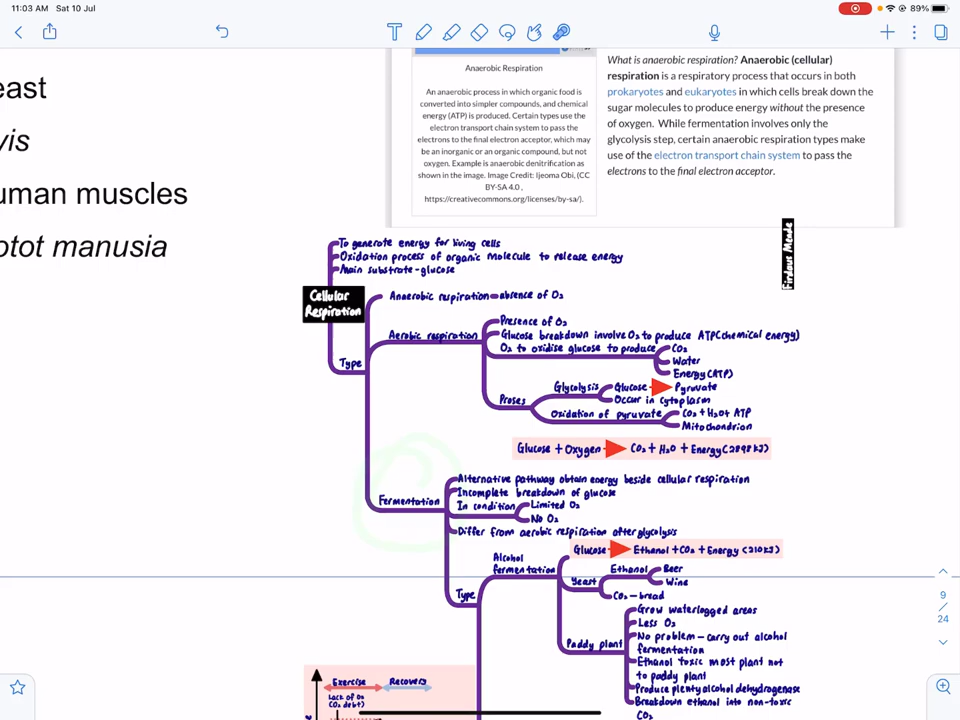 11:03 AM Sat 10 Jul
89%
east
vis
uman muscles
otot manusia
Anaerobic Respiration
An anaerobic process in which organic food is
converted into simpler compounds, and chemical
energy (ATP) is produced. Certain types use the
electron transport chain system to pass the
electrons to the final electron acceptor, which may
be an inorganic or an organic compound, but not
oxygen. Example is anaerobic denitrification as
shown in the image. Image Credit: Ijeoma Obi, (CC
BY-SA 4.0 ,
https://creativecommons.org/licenses/by-sa/).
What is anaerobic respiration? Anaerobic (cellular)
respiration is a respiratory process that occurs in both
prokaryotes and eukaryotes in which cells break down the
sugar molecules to produce energy without the presence
of oxygen. While fermentation involves only the
glycolysis step, certain anaerobic respiration types make
use of the electron transport chain system to pass the
electrons to the final electron acceptor.
Firdaus Meade
To generate energy for living cells
Oxidation process of organic molecule to release energy
Main substrate-glucose
Cellular
Respiration
Type
Anaerobic respiration
absence of O₂
Aerobic respiration
Presence of O₂
Glucose breakdown involve O₂ to produce ATP(chemical energy)
O₂ to oxidise glucose to produce
CO₂
Water
Energy(ATP)
Proses
Glycolysis
Glucose Pyruvate
Occur in cytoplasm
Oxidation of pyruvate
CO₂ + H₂O + ATP
Mitochondrion
Glucose + Oxygen CO₂ + H₂O + Energy(2898 kJ)
Fermentation
Alternative pathway obtain energy beside cellular respiration
Incomplete breakdown of glucose
In condition
Limited O₂
No O₂
Differ from aerobic respiration after glycolysis
Type
Alcohol
fermentation
Glucose Ethanol + CO₂ + Energy (210 kJ)
Yeast
Ethanol
Beer
Wine
CO₂ - bread
Paddy plant
Grow waterlogged areas
Less O₂
No problem - carry out alcohol
fermentation
Ethanol toxic most plant not
to paddy plant
Produce plenty alcohol dehydrogenase
Breakdown ethanol into non-toxic
CO₂
9
/
24
Exercise
Recovery
Lack of O₂
(O₂ debt)